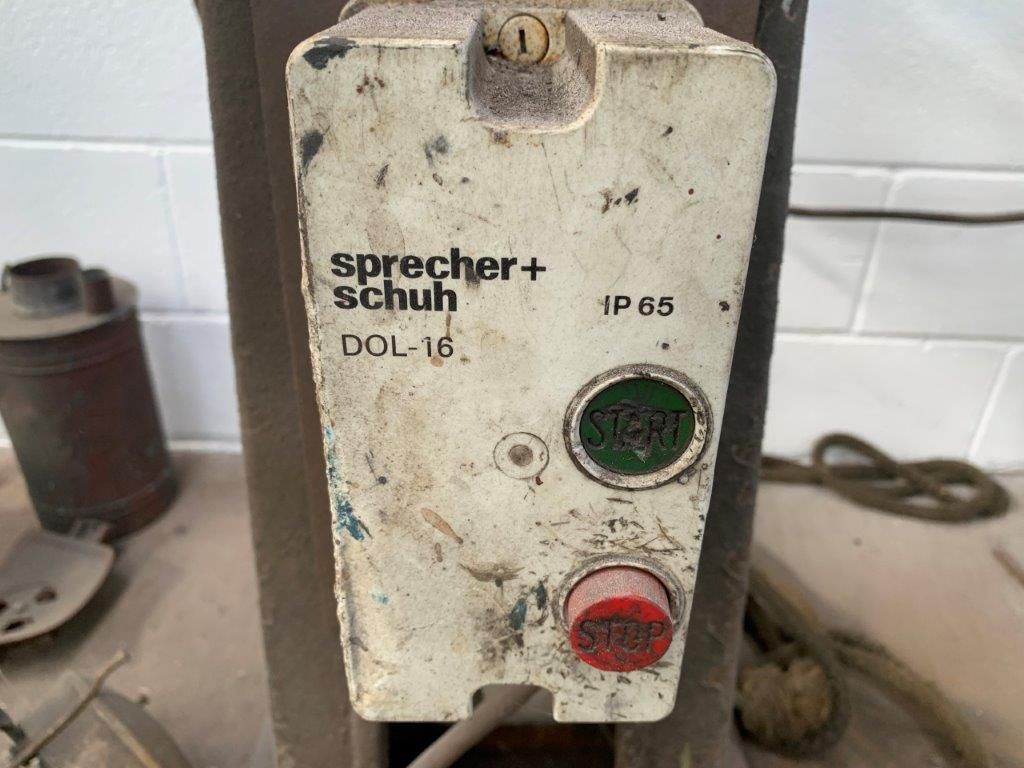 sprecher+
schuh
IP 65
DOL-16
START
STOP